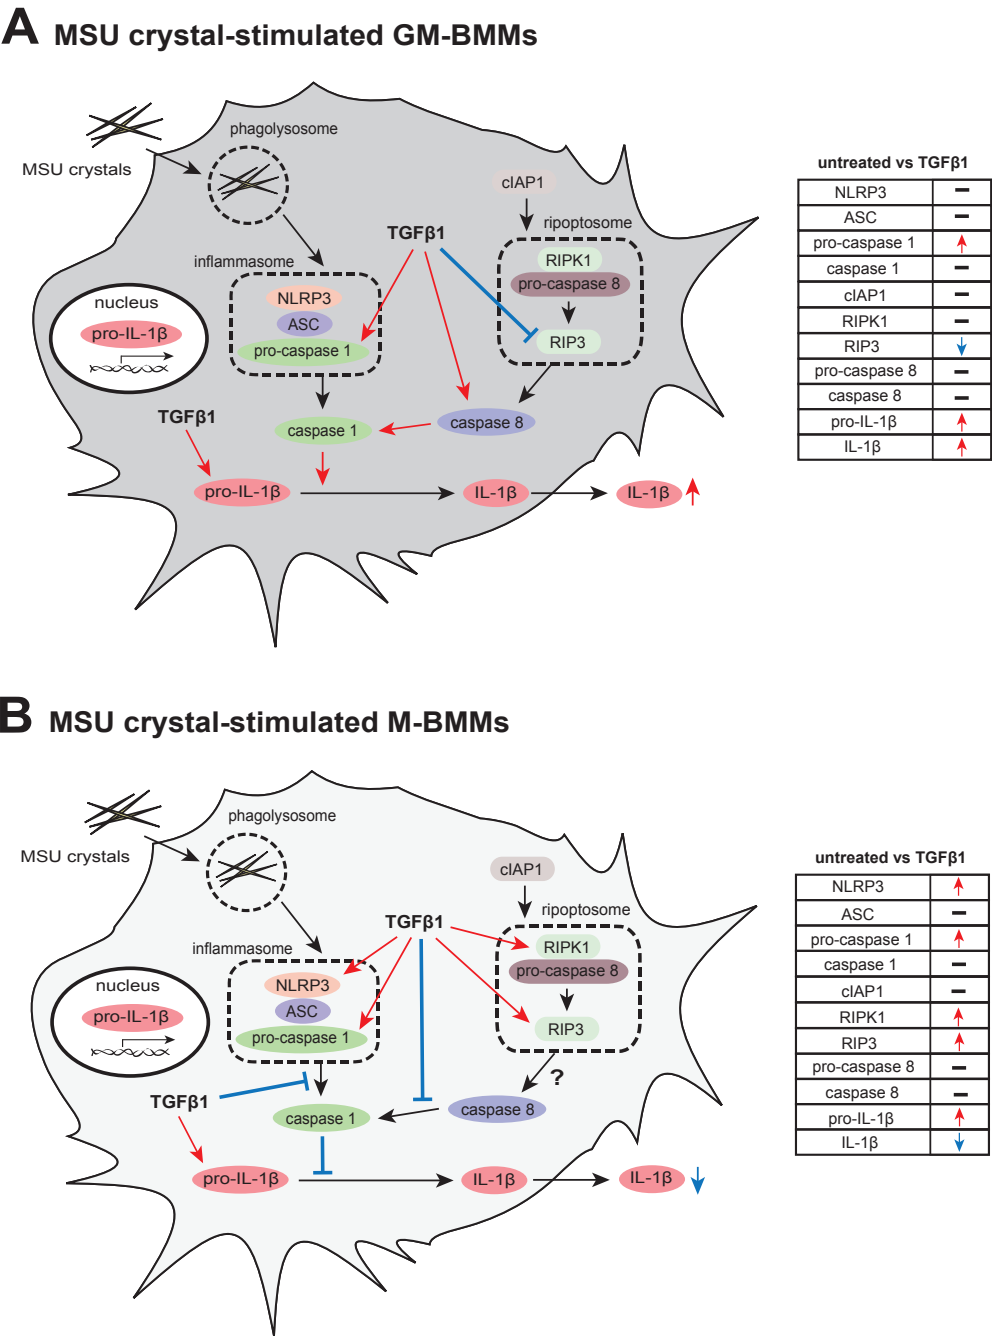 A MSU crystal-stimulated GM-BMMs
phagolysosome
MSU crystals
cIAP1
TGFβ1
ripoptosome
inflammasome
RIPK1
pro-caspase 8
NLRP3
ASC
pro-caspase 1
RIP3
nucleus
pro-IL-1β
TGFβ1
caspase 1
caspase 8
pro-IL-1β
IL-1β
IL-1β
untreated vs TGFβ1
NLRP3 –
ASC –
pro-caspase 1 ↑
caspase 1 –
cIAP1 –
RIPK1 –
RIP3 ↓
pro-caspase 8 –
caspase 8 –
pro-IL-1β ↑
IL-1β ↑
B MSU crystal-stimulated M-BMMs
phagolysosome
MSU crystals
cIAP1
TGFβ1
ripoptosome
inflammasome
RIPK1
pro-caspase 8
NLRP3
ASC
pro-caspase 1
RIP3
nucleus
pro-IL-1β
?
TGFβ1
caspase 1
caspase 8
pro-IL-1β
IL-1β
IL-1β
untreated vs TGFβ1
NLRP3 ↑
ASC –
pro-caspase 1 ↑
caspase 1 –
cIAP1 –
RIPK1 ↑
RIP3 ↑
pro-caspase 8 –
caspase 8 –
pro-IL-1β ↑
IL-1β ↓